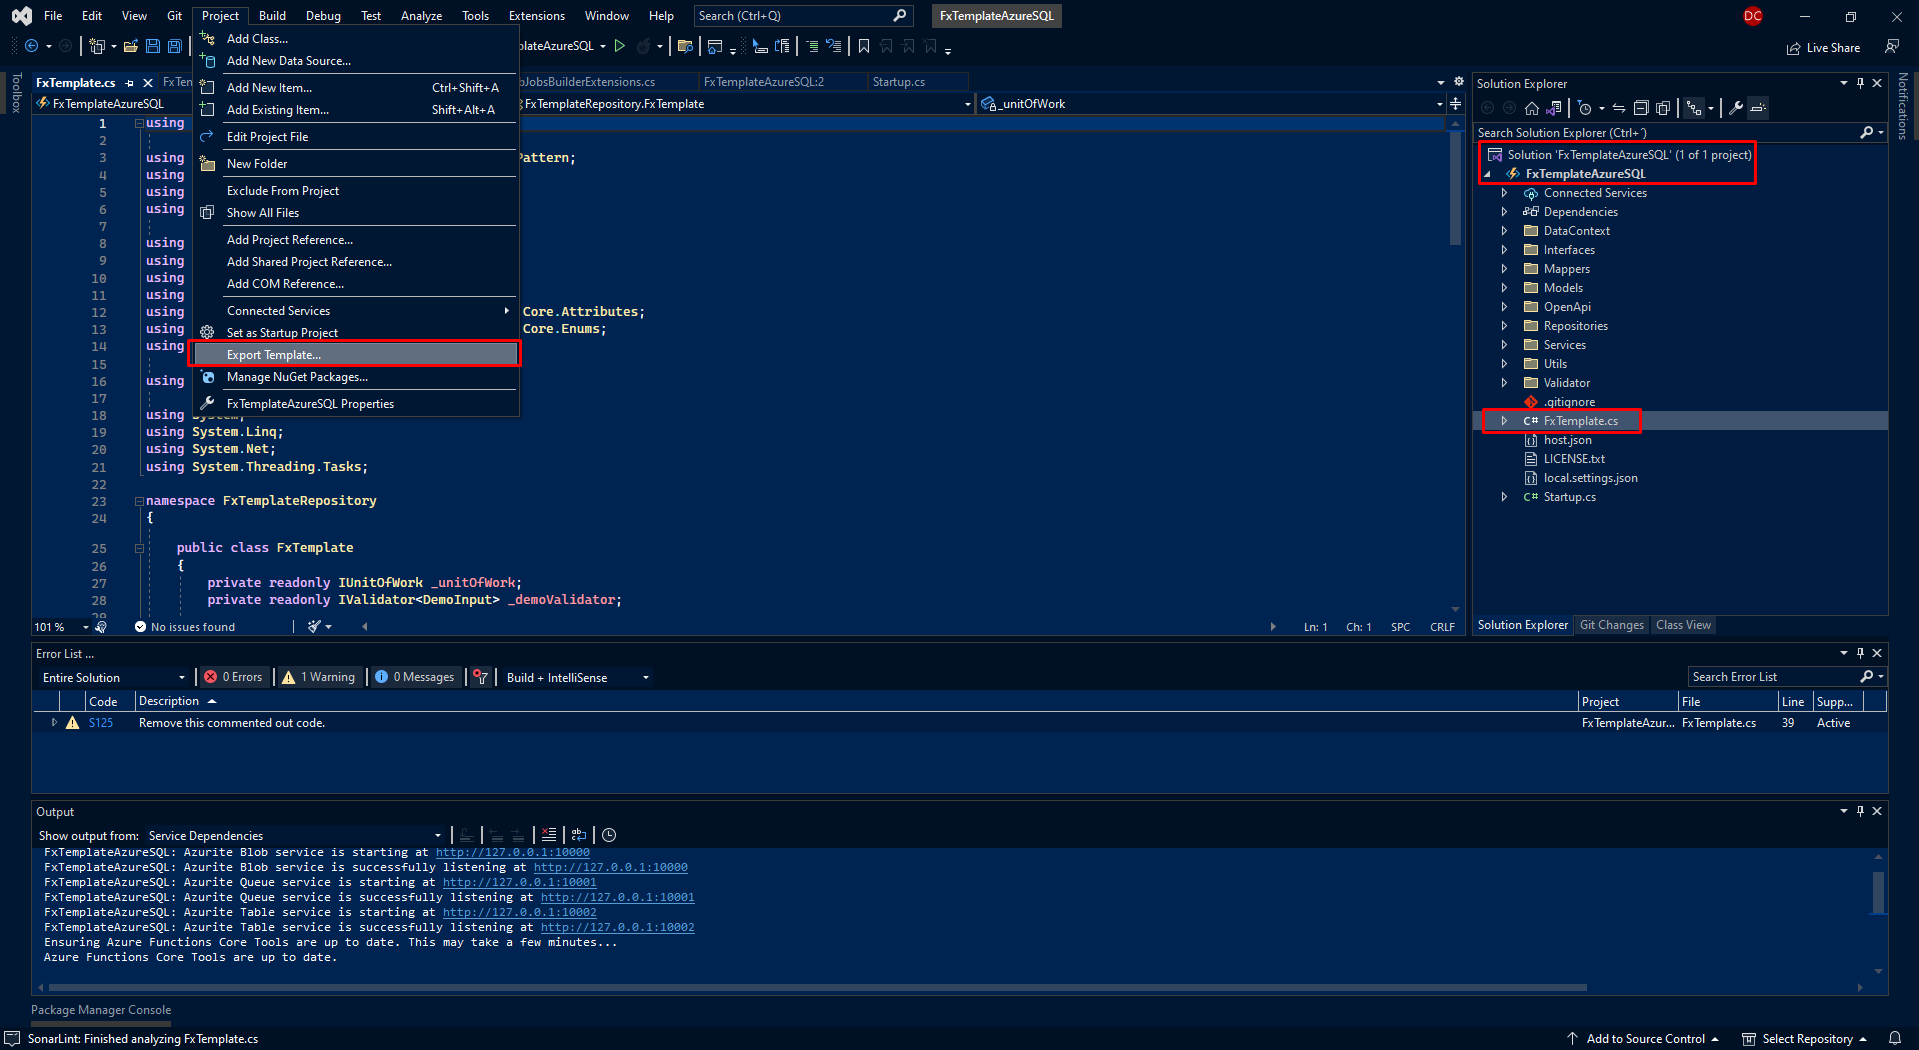 File Edit View Git Project Build Debug Test Analyze Tools Extensions Window Help Search (Ctrl+Q) FxTemplateAzureSQL DC
plateAzureSQL Live Share
Toolbox
Notifications
Add Class...
Add New Data Source...
Add New Item... Ctrl+Shift+A
Add Existing Item... Shift+Alt+A
Edit Project File
New Folder
Exclude From Project
Show All Files
Add Project Reference...
Add Shared Project Reference...
Add COM Reference...
Connected Services
Set as Startup Project
Export Template...
Manage NuGet Packages...
FxTemplateAzureSQL Properties
FxTemplate.cs FxTen bJobsBuilderExtensions.cs FxTemplateAzureSQL:2 Startup.cs
FxTemplateAzureSQL FxTemplateRepository.FxTemplate _unitOfWork
1 using
2
3 using Pattern;
4 using
5 using
6 using
7
8 using
9 using
10 using
11 using
12 using Core.Attributes;
13 using Core.Enums;
14 using
15
16 using
17
18 using System;
19 using System.Linq;
20 using System.Net;
21 using System.Threading.Tasks;
22
23 namespace FxTemplateRepository
24 {
25 public class FxTemplate
26 {
27 private readonly IUnitOfWork _unitOfWork;
28 private readonly IValidator<DemoInput> _demoValidator;
29
101 % No issues found Ln: 1 Ch: 1 SPC CRLF
Solution Explorer
Search Solution Explorer (Ctrl+´)
Solution 'FxTemplateAzureSQL' (1 of 1 project)
FxTemplateAzureSQL
Connected Services
Dependencies
DataContext
Interfaces
Mappers
Models
OpenApi
Repositories
Services
Utils
Validator
.gitignore
C# FxTemplate.cs
host.json
LICENSE.txt
local.settings.json
C# Startup.cs
Solution Explorer Git Changes Class View
Error List ...
Entire Solution 0 Errors 1 Warning 0 Messages Build + IntelliSense Search Error List
Code Description Project File Line Supp...
S125 Remove this commented out code. FxTemplateAzur... FxTemplate.cs 39 Active
Output
Show output from: Service Dependencies
FxTemplateAzureSQL: Azurite Blob service is starting at http://127.0.0.1:10000
FxTemplateAzureSQL: Azurite Blob service is successfully listening at http://127.0.0.1:10000
FxTemplateAzureSQL: Azurite Queue service is starting at http://127.0.0.1:10001
FxTemplateAzureSQL: Azurite Queue service is successfully listening at http://127.0.0.1:10001
FxTemplateAzureSQL: Azurite Table service is starting at http://127.0.0.1:10002
FxTemplateAzureSQL: Azurite Table service is successfully listening at http://127.0.0.1:10002
Ensuring Azure Functions Core Tools are up to date. This may take a few minutes...
Azure Functions Core Tools are up to date.
Package Manager Console
SonarLint: Finished analyzing FxTemplate.cs Add to Source Control Select Repository